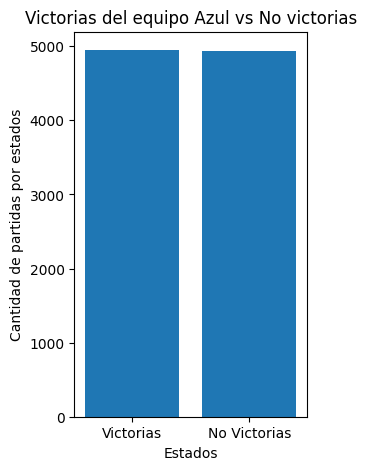 Victorias del equipo Azul vs No victorias
Cantidad de partidas por estados
5000
4000
3000
2000
1000
0
Victorias
No Victorias
Estados